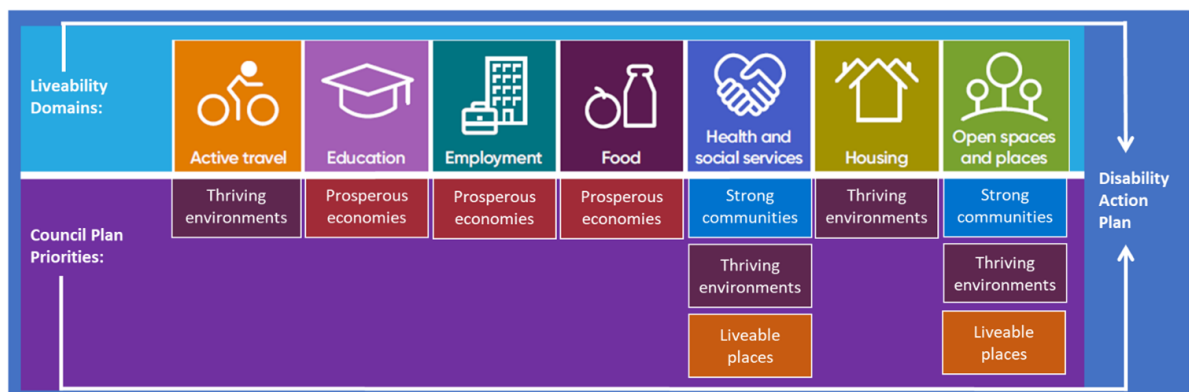 Liveability
Domains:
Active travel
Education
Employment
Food
Health and
social services
Housing
Open spaces
and places
Council Plan
Priorities:
Thriving
environments
Prosperous
economies
Prosperous
economies
Prosperous
economies
Strong
communities
Thriving
environments
Liveable
places
Thriving
environments
Strong
communities
Thriving
environments
Liveable
places
Disability
Action
Plan